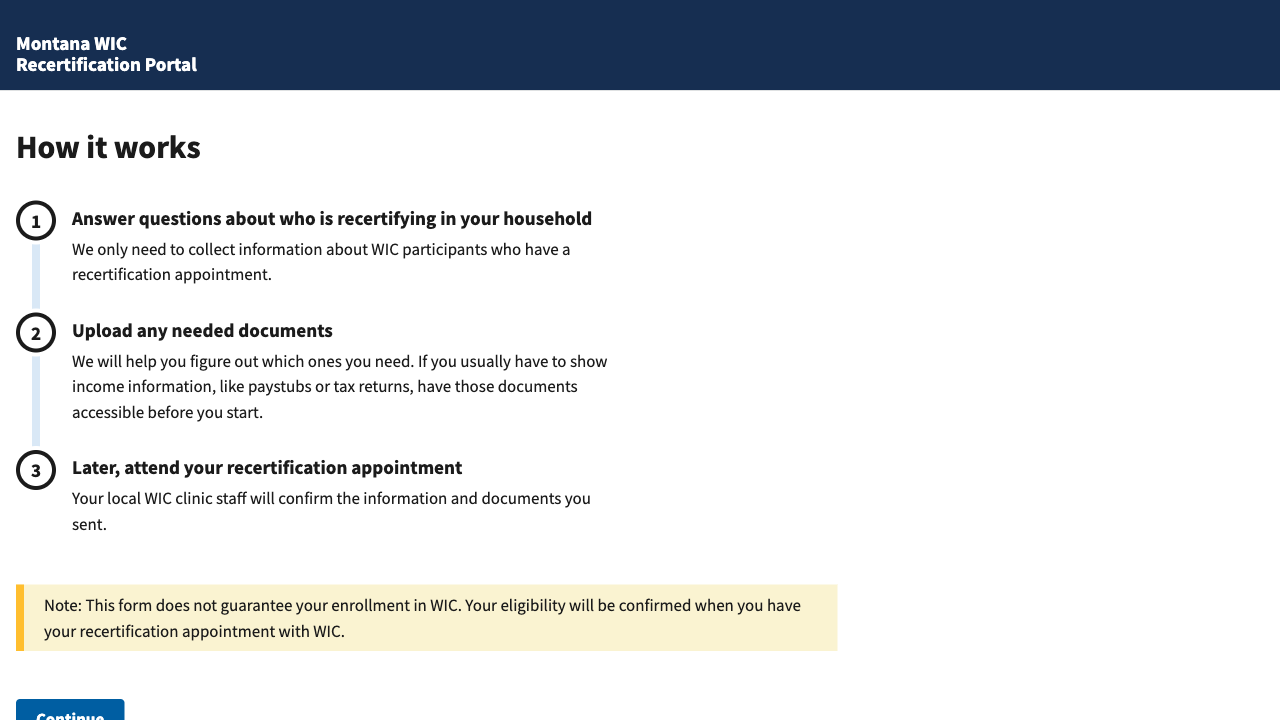 Montana WIC
Recertification Portal
How it works
1
Answer questions about who is recertifying in your household
We only need to collect information about WIC participants who have a
recertification appointment.
2
Upload any needed documents
We will help you figure out which ones you need. If you usually have to show
income information, like paystubs or tax returns, have those documents
accessible before you start.
3
Later, attend your recertification appointment
Your local WIC clinic staff will confirm the information and documents you
sent.
Note: This form does not guarantee your enrollment in WIC. Your eligibility will be confirmed when you have
your recertification appointment with WIC.
Continue